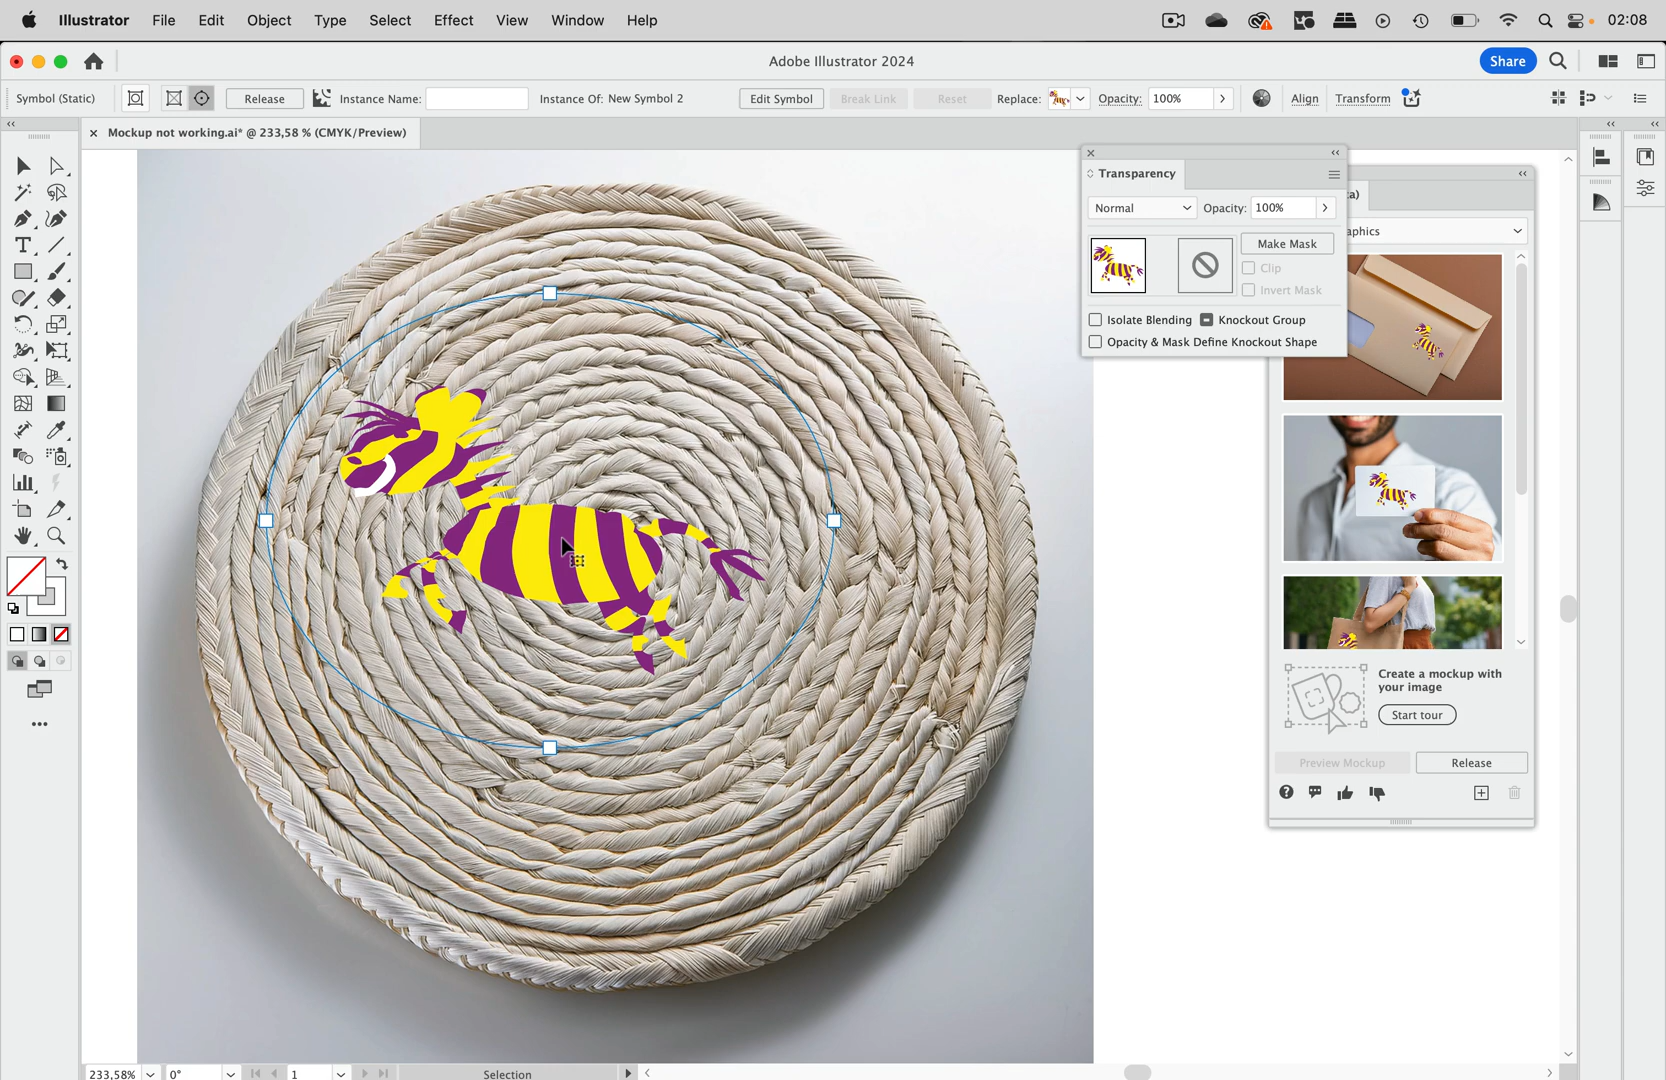 Illustrator File Edit Object Type Select Effect View Window Help 02:08
Adobe Illustrator 2024 Share
Symbol (Static) Release Instance Name: Instance Of: New Symbol 2 Edit Symbol Break Link Reset Replace: Opacity: 100% Align Transform
Mockup not working.ai* @ 233,58 % (CMYK/Preview)
Transparency
Normal Opacity: 100%
Make Mask
Clip
Invert Mask
Isolate Blending Knockout Group
Opacity & Mask Define Knockout Shape
ta)
aphics
Create a mockup with
your image
Start tour
Preview Mockup Release
233,58% 0° 1 Selection